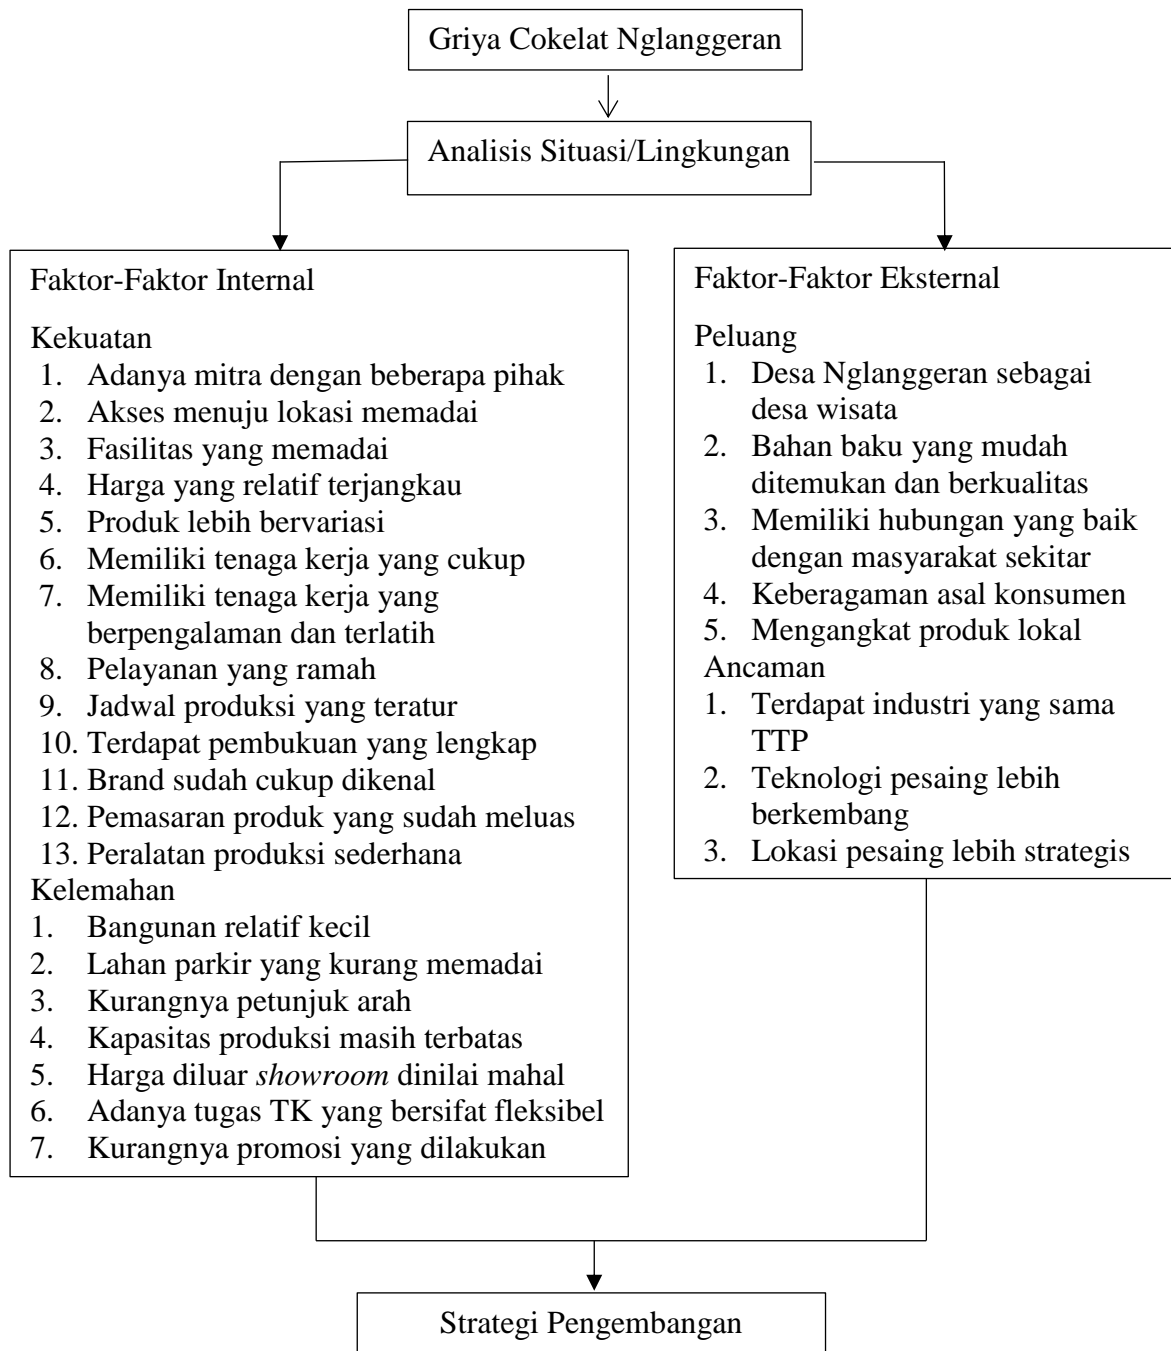 Griya Cokelat Nglanggeran
Analisis Situasi/Lingkungan
Faktor-Faktor Internal
Kekuatan
1. Adanya mitra dengan beberapa pihak
2. Akses menuju lokasi memadai
3. Fasilitas yang memadai
4. Harga yang relatif terjangkau
5. Produk lebih bervariasi
6. Memiliki tenaga kerja yang cukup
7. Memiliki tenaga kerja yang
berpengalaman dan terlatih
8. Pelayanan yang ramah
9. Jadwal produksi yang teratur
10. Terdapat pembukuan yang lengkap
11. Brand sudah cukup dikenal
12. Pemasaran produk yang sudah meluas
13. Peralatan produksi sederhana
Kelemahan
1. Bangunan relatif kecil
2. Lahan parkir yang kurang memadai
3. Kurangnya petunjuk arah
4. Kapasitas produksi masih terbatas
5. Harga diluar showroom dinilai mahal
6. Adanya tugas TK yang bersifat fleksibel
7. Kurangnya promosi yang dilakukan
Faktor-Faktor Eksternal
Peluang
1. Desa Nglanggeran sebagai
desa wisata
2. Bahan baku yang mudah
ditemukan dan berkualitas
3. Memiliki hubungan yang baik
dengan masyarakat sekitar
4. Keberagaman asal konsumen
5. Mengangkat produk lokal
Ancaman
1. Terdapat industri yang sama
TTP
2. Teknologi pesaing lebih
berkembang
3. Lokasi pesaing lebih strategis
Strategi Pengembangan